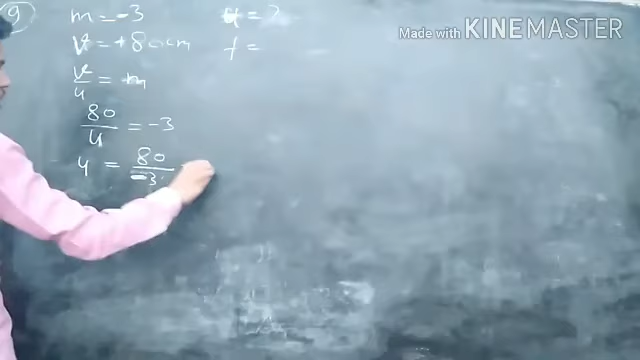 9)
m = -3
u = ?
v = +80cm
f =
v/u = m
80/u = -3
u = 80/-3
Made with KINEMASTER